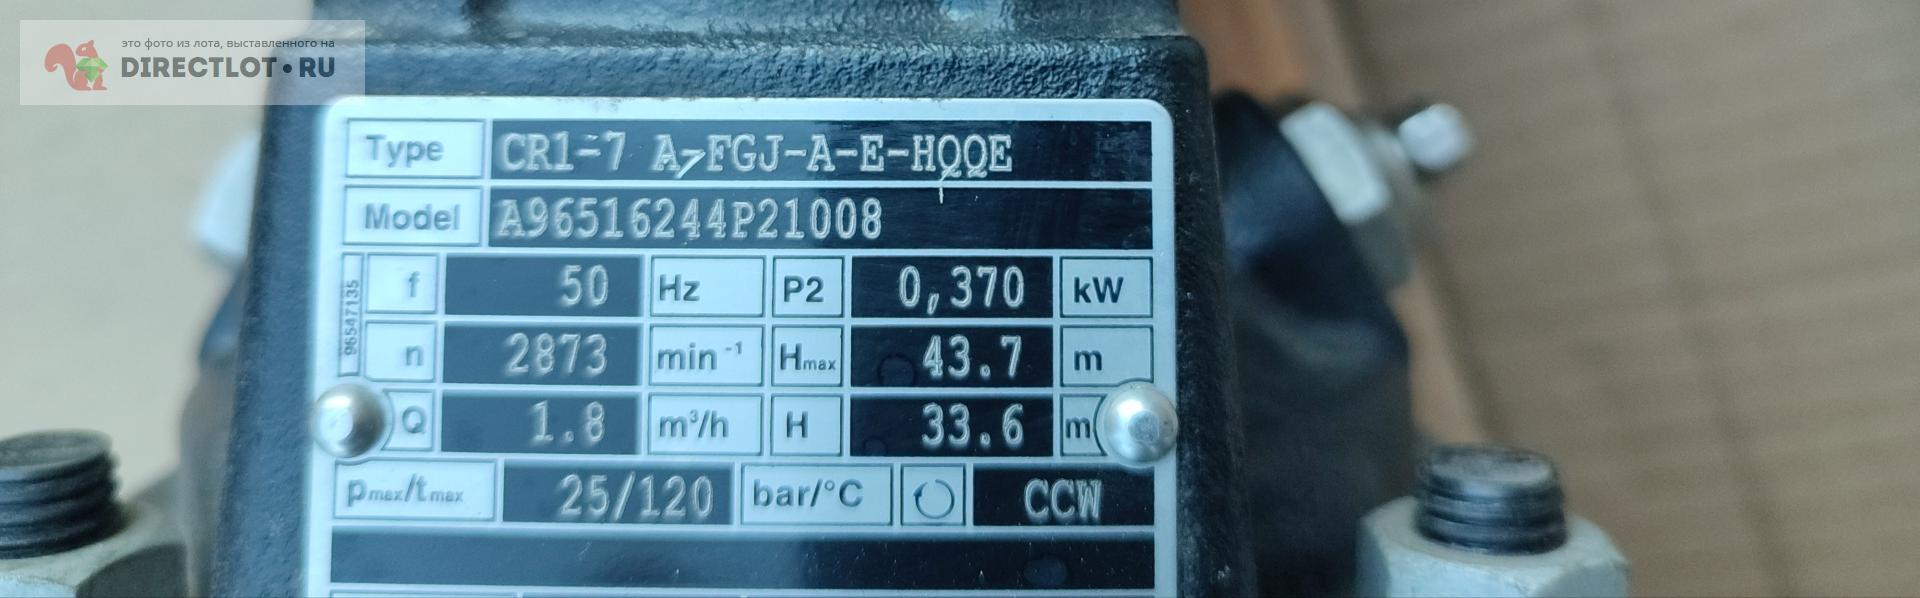 это фото из лота, выставленного на
DIRECTLOT•RU
Type CR1-7 A-FGJ-A-E-HQQE
Model A96516244P21008
96547135
f 50 Hz P2 0,370 kW
n 2873 min⁻¹ Hmax 43.7 m
Q 1.8 m³/h H 33.6 m
pmax/tmax 25/120 bar/°C CCW